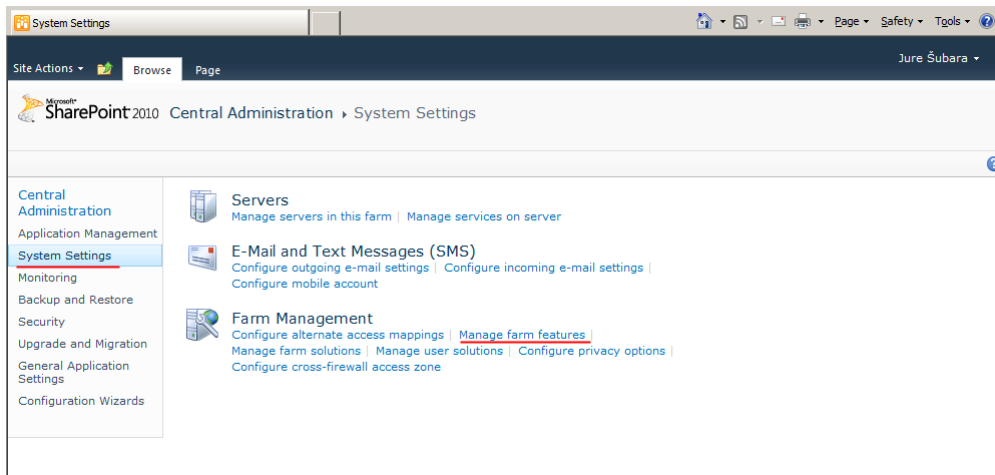 System Settings
Page Safety Tools
Jure Šubara
Site Actions Browse Page
Microsoft
SharePoint 2010 Central Administration System Settings
Central
Administration
Application Management
System Settings
Monitoring
Backup and Restore
Security
Upgrade and Migration
General Application
Settings
Configuration Wizards
Servers
Manage servers in this farm | Manage services on server
E-Mail and Text Messages (SMS)
Configure outgoing e-mail settings | Configure incoming e-mail settings |
Configure mobile account
Farm Management
Configure alternate access mappings | Manage farm features |
Manage farm solutions | Manage user solutions | Configure privacy options |
Configure cross-firewall access zone